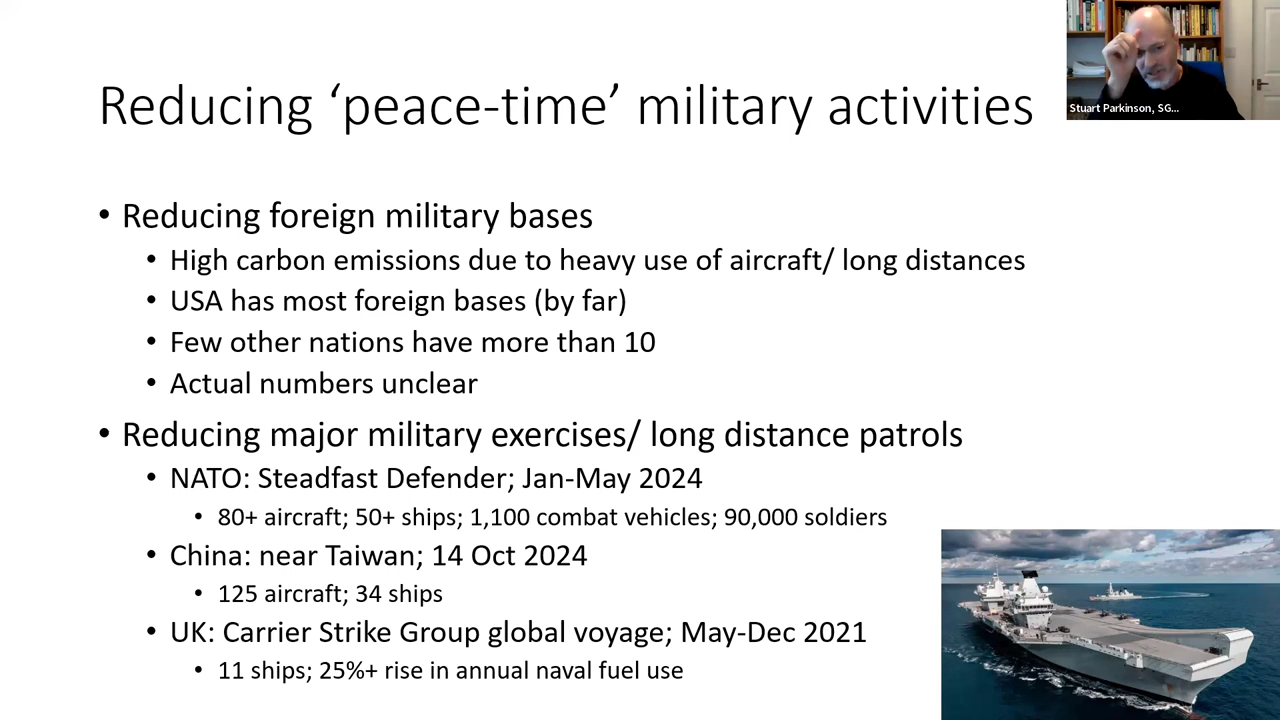 Reducing ‘peace-time’ military activities
Stuart Parkinson, SG...
• Reducing foreign military bases
• High carbon emissions due to heavy use of aircraft/ long distances
• USA has most foreign bases (by far)
• Few other nations have more than 10
• Actual numbers unclear
• Reducing major military exercises/ long distance patrols
• NATO: Steadfast Defender; Jan-May 2024
• 80+ aircraft; 50+ ships; 1,100 combat vehicles; 90,000 soldiers
• China: near Taiwan; 14 Oct 2024
• 125 aircraft; 34 ships
• UK: Carrier Strike Group global voyage; May-Dec 2021
• 11 ships; 25%+ rise in annual naval fuel use